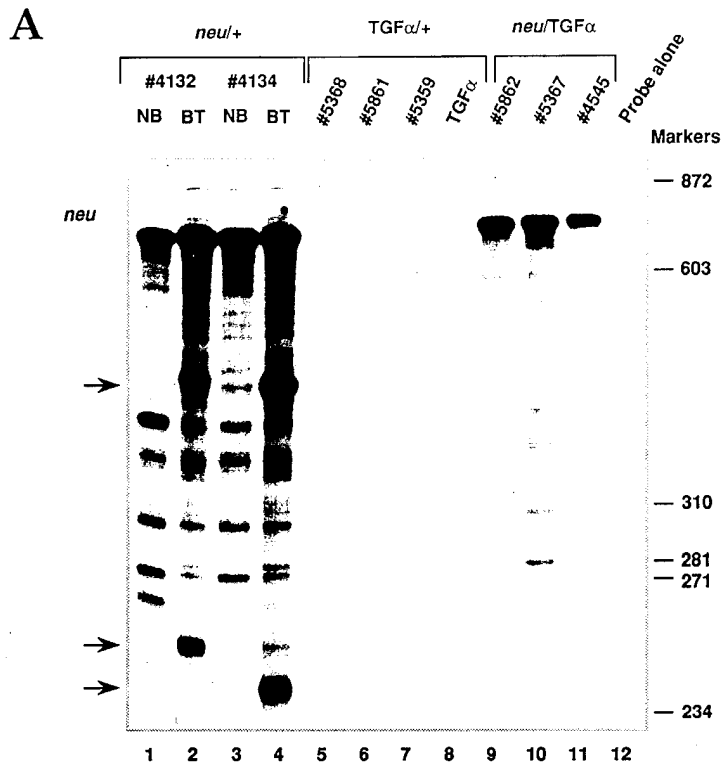 A
neu/+ TGFα/+ neu/TGFα
#4132 #4134 #5368 #5861 #5359 TGFα #5862 #5367 #4545 Probe alone
NB BT NB BT
Markers
872
neu
603
310
281
271
234
1 2 3 4 5 6 7 8 9 10 11 12